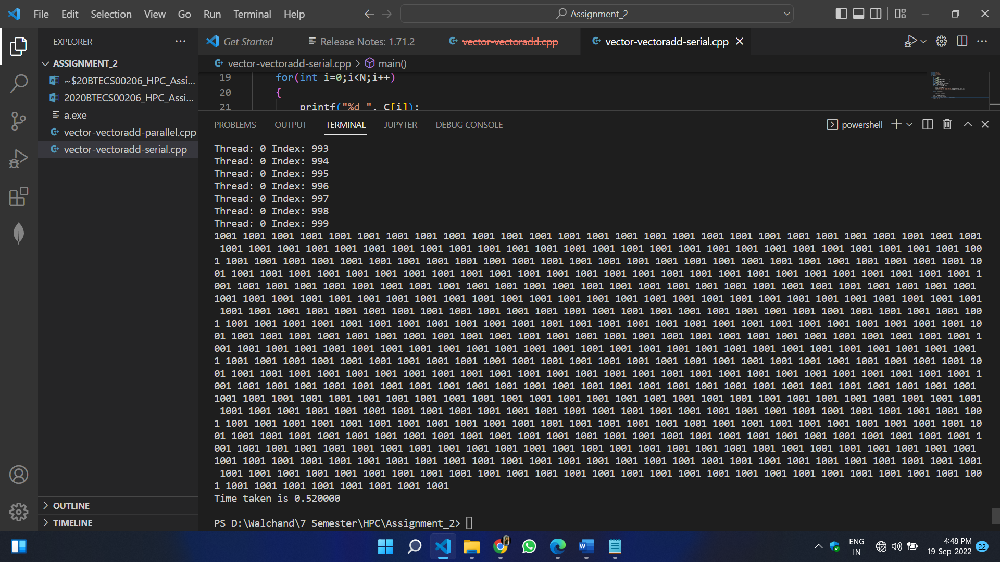 File Edit Selection View Go Run Terminal Help
Assignment_2
EXPLORER
ASSIGNMENT_2
~$20BTECS00206_HPC_Assi...
2020BTECS00206_HPC_Assi...
a.exe
vector-vectoradd-parallel.cpp
vector-vectoradd-serial.cpp
OUTLINE
TIMELINE
Get Started Release Notes: 1.71.2 vector-vectoradd.cpp vector-vectoradd-serial.cpp
vector-vectoradd-serial.cpp > main()
19 for(int i=0;i<N;i++)
20 {
21 printf("%d ", C[i]);
PROBLEMS OUTPUT TERMINAL JUPYTER DEBUG CONSOLE powershell
Thread: 0 Index: 993
Thread: 0 Index: 994
Thread: 0 Index: 995
Thread: 0 Index: 996
Thread: 0 Index: 997
Thread: 0 Index: 998
Thread: 0 Index: 999
1001 1001 1001 1001 1001 1001 1001 1001 1001 1001 1001 1001 1001 1001 1001 1001 1001 1001 1001 1001 1001 1001 1001 1001 1001 1001 1001
1001 1001 1001 1001 1001 1001 1001 1001 1001 1001 1001 1001 1001 1001 1001 1001 1001 1001 1001 1001 1001 1001 1001 1001 1001 1001 100
1 1001 1001 1001 1001 1001 1001 1001 1001 1001 1001 1001 1001 1001 1001 1001 1001 1001 1001 1001 1001 1001 1001 1001 1001 1001 1001 10
01 1001 1001 1001 1001 1001 1001 1001 1001 1001 1001 1001 1001 1001 1001 1001 1001 1001 1001 1001 1001 1001 1001 1001 1001 1001 1001 1
001 1001 1001 1001 1001 1001 1001 1001 1001 1001 1001 1001 1001 1001 1001 1001 1001 1001 1001 1001 1001 1001 1001 1001 1001 1001 1001
1001 1001 1001 1001 1001 1001 1001 1001 1001 1001 1001 1001 1001 1001 1001 1001 1001 1001 1001 1001 1001 1001 1001 1001 1001 1001 1001
1001 1001 1001 1001 1001 1001 1001 1001 1001 1001 1001 1001 1001 1001 1001 1001 1001 1001 1001 1001 1001 1001 1001 1001 1001 1001 100
1 1001 1001 1001 1001 1001 1001 1001 1001 1001 1001 1001 1001 1001 1001 1001 1001 1001 1001 1001 1001 1001 1001 1001 1001 1001 1001 10
01 1001 1001 1001 1001 1001 1001 1001 1001 1001 1001 1001 1001 1001 1001 1001 1001 1001 1001 1001 1001 1001 1001 1001 1001 1001 1001 1
001 1001 1001 1001 1001 1001 1001 1001 1001 1001 1001 1001 1001 1001 1001 1001 1001 1001 1001 1001 1001 1001 1001 1001 1001 1001 1001
1 1001 1001 1001 1001 1001 1001 1001 1001 1001 1001 1001 1001 1001 1001 1001 1001 1001 1001 1001 1001 1001 1001 1001 1001 1001 1001 10
01 1001 1001 1001 1001 1001 1001 1001 1001 1001 1001 1001 1001 1001 1001 1001 1001 1001 1001 1001 1001 1001 1001 1001 1001 1001 1001 1
001 1001 1001 1001 1001 1001 1001 1001 1001 1001 1001 1001 1001 1001 1001 1001 1001 1001 1001 1001 1001 1001 1001 1001 1001 1001 1001
1001 1001 1001 1001 1001 1001 1001 1001 1001 1001 1001 1001 1001 1001 1001 1001 1001 1001 1001 1001 1001 1001 1001 1001 1001 1001 1001
1001 1001 1001 1001 1001 1001 1001 1001 1001 1001 1001 1001 1001 1001 1001 1001 1001 1001 1001 1001 1001 1001 1001 1001 1001 1001 100
1 1001 1001 1001 1001 1001 1001 1001 1001 1001 1001 1001 1001 1001 1001 1001 1001 1001 1001 1001 1001 1001 1001 1001 1001 1001 1001 10
01 1001 1001 1001 1001 1001 1001 1001 1001 1001 1001 1001 1001 1001 1001 1001 1001 1001 1001 1001 1001 1001 1001 1001 1001 1001 1001 1
001 1001 1001 1001 1001 1001 1001 1001 1001 1001 1001 1001 1001 1001 1001 1001 1001 1001 1001 1001 1001 1001 1001 1001 1001 1001 1001
1001 1001 1001 1001 1001 1001 1001 1001 1001 1001 1001 1001 1001 1001 1001 1001 1001 1001 1001 1001 1001 1001 1001 1001 1001 1001 1001
1001 1001 1001 1001 1001 1001 1001 1001 1001 1001 1001 1001 1001 1001 1001 1001 1001 1001 1001 1001 1001 1001 1001 1001 1001 1001 100
1 1001 1001 1001 1001 1001 1001 1001 1001
Time taken is 0.520000
PS D:\Walchand\7 Semester\HPC\Assignment_2>
ENG
IN
4:48 PM
19-Sep-2022
22